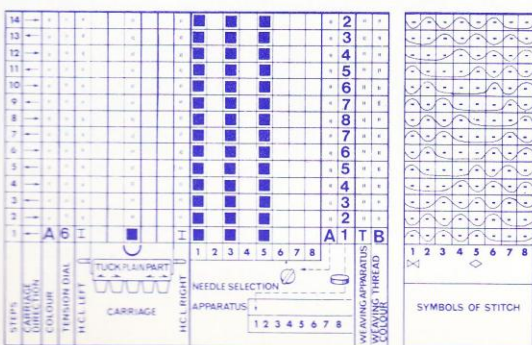 14 2
13 3
12 4
11 5
10 6
9 7
8 8
7 7
6 6
5 5
4 4
3 3
2 2
1 A 6 I I A 1 T B
1 2 3 4 5 6 7 8
1 2 3 4 5 6 7 8
TUCK PLAIN PART
CARRIAGE
NEEDLE SELECTION
APPARATUS
1 2 3 4 5 6 7 8
STEPS
CARRIAGE DIRECTION
COLOUR
TENSION DIAL
H.C.L LEFT
H.C.L RIGHT
WEAVING APPARATUS
WEAVING THREAD COLOUR
SYMBOLS OF STITCH